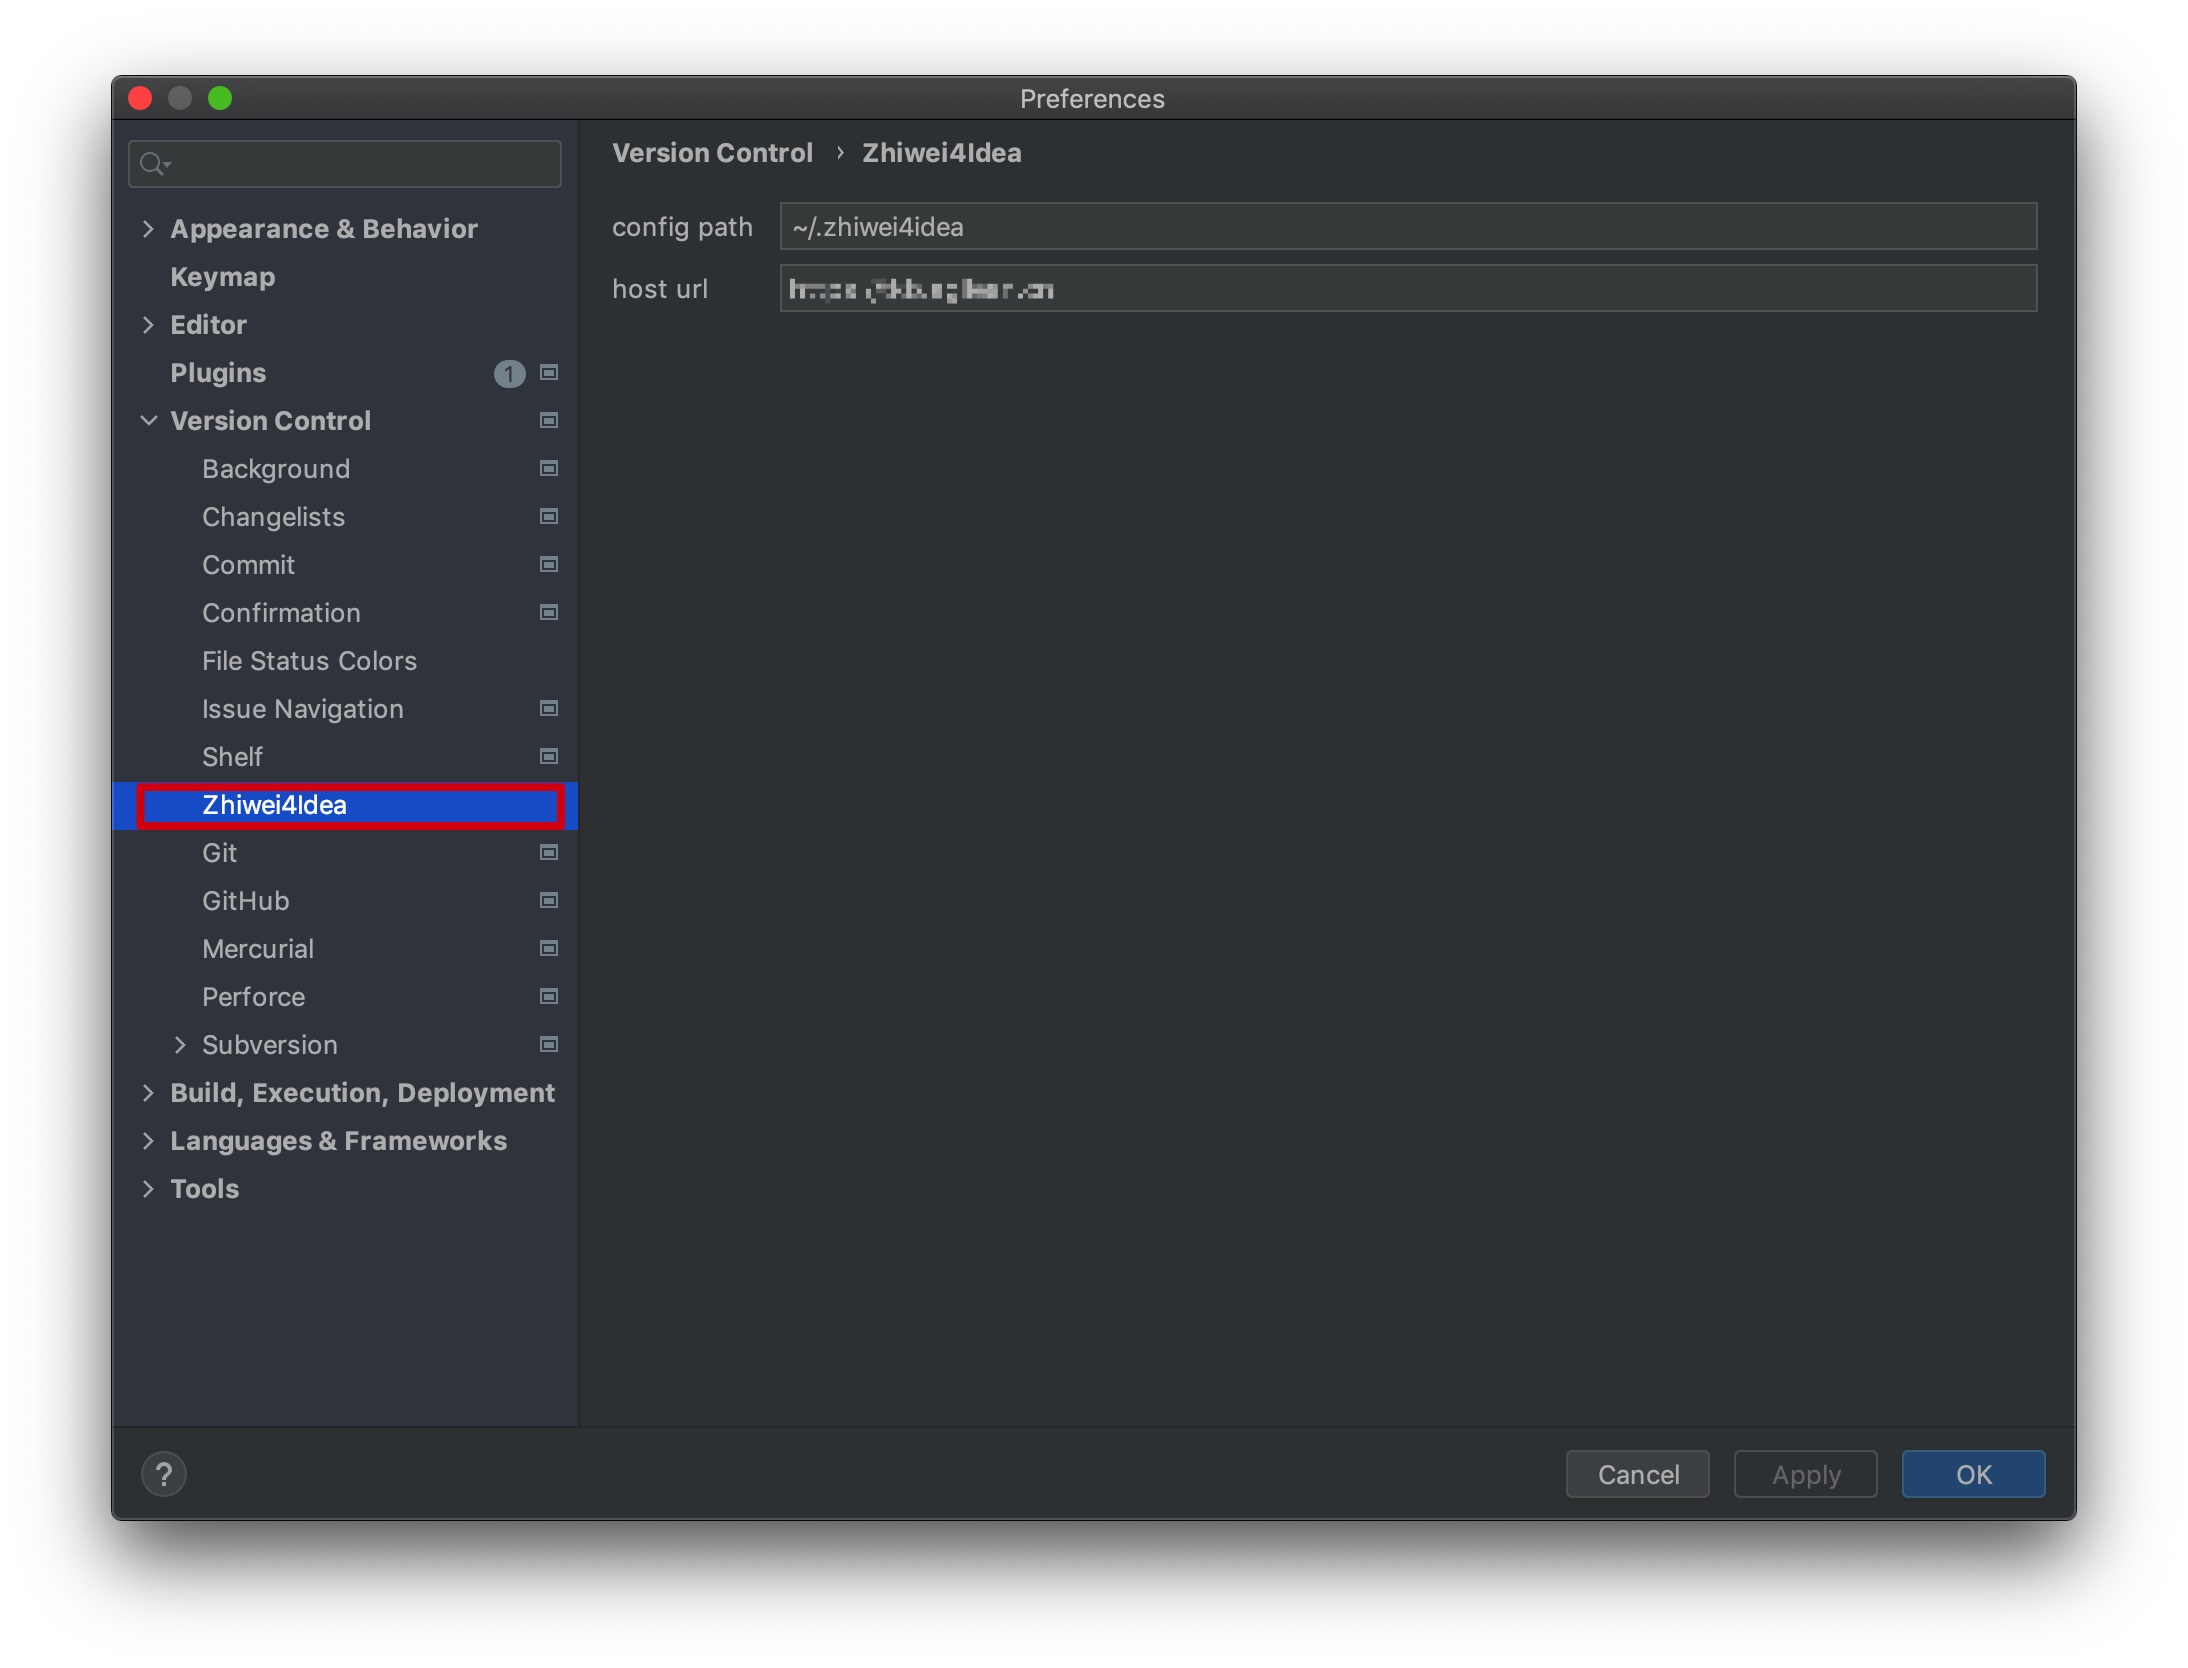 Preferences
Appearance & Behavior
Keymap
Editor
Plugins 1
Version Control
Background
Changelists
Commit
Confirmation
File Status Colors
Issue Navigation
Shelf
Zhiwei4Idea
Git
GitHub
Mercurial
Perforce
Subversion
Build, Execution, Deployment
Languages & Frameworks
Tools
Version Control › Zhiwei4Idea
config path ~/.zhiwei4idea
host url
? Cancel Apply OK